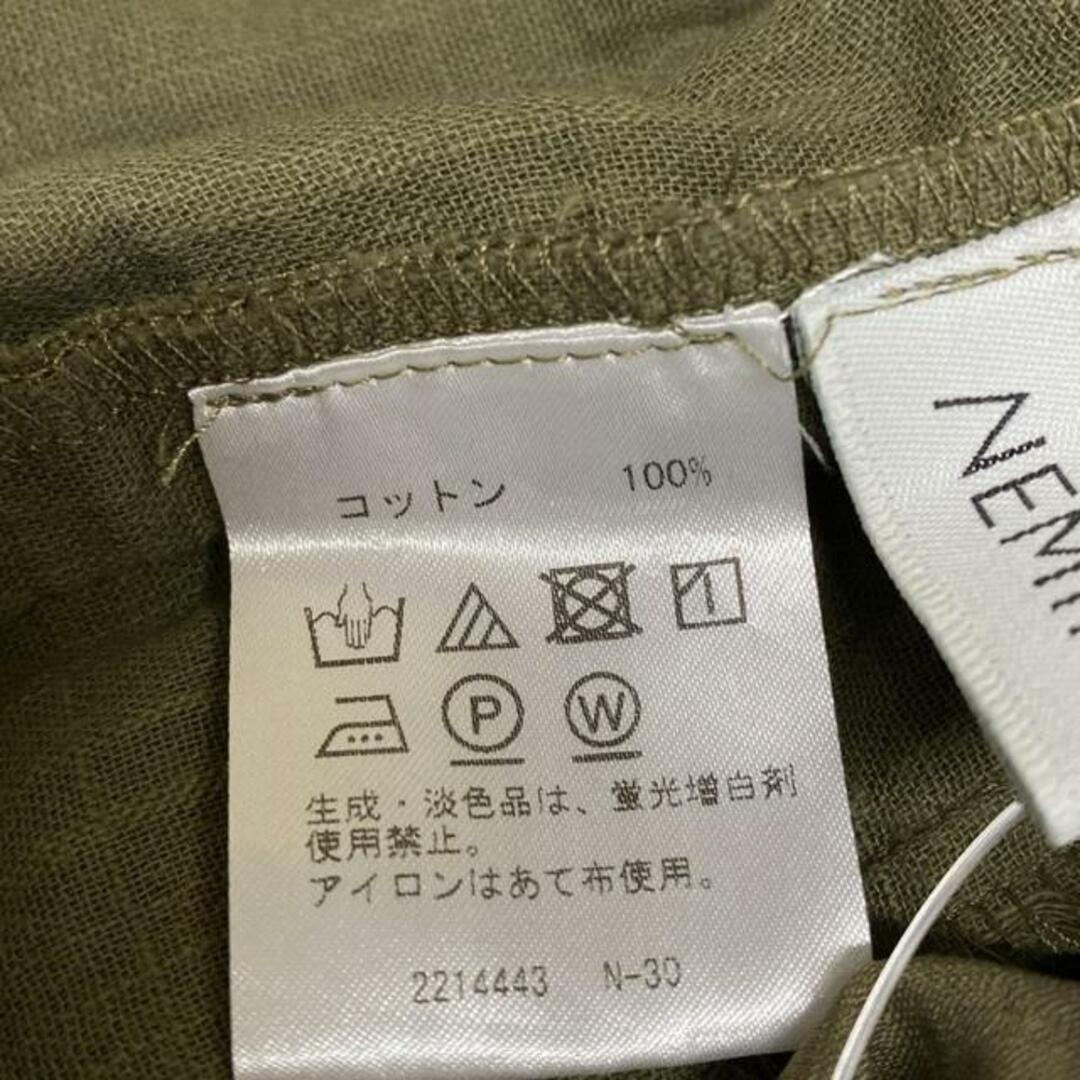 コットン 100%
P W
生成・淡色品は、蛍光増白剤
使用禁止。
アイロンはあて布使用。
2214443 N-30